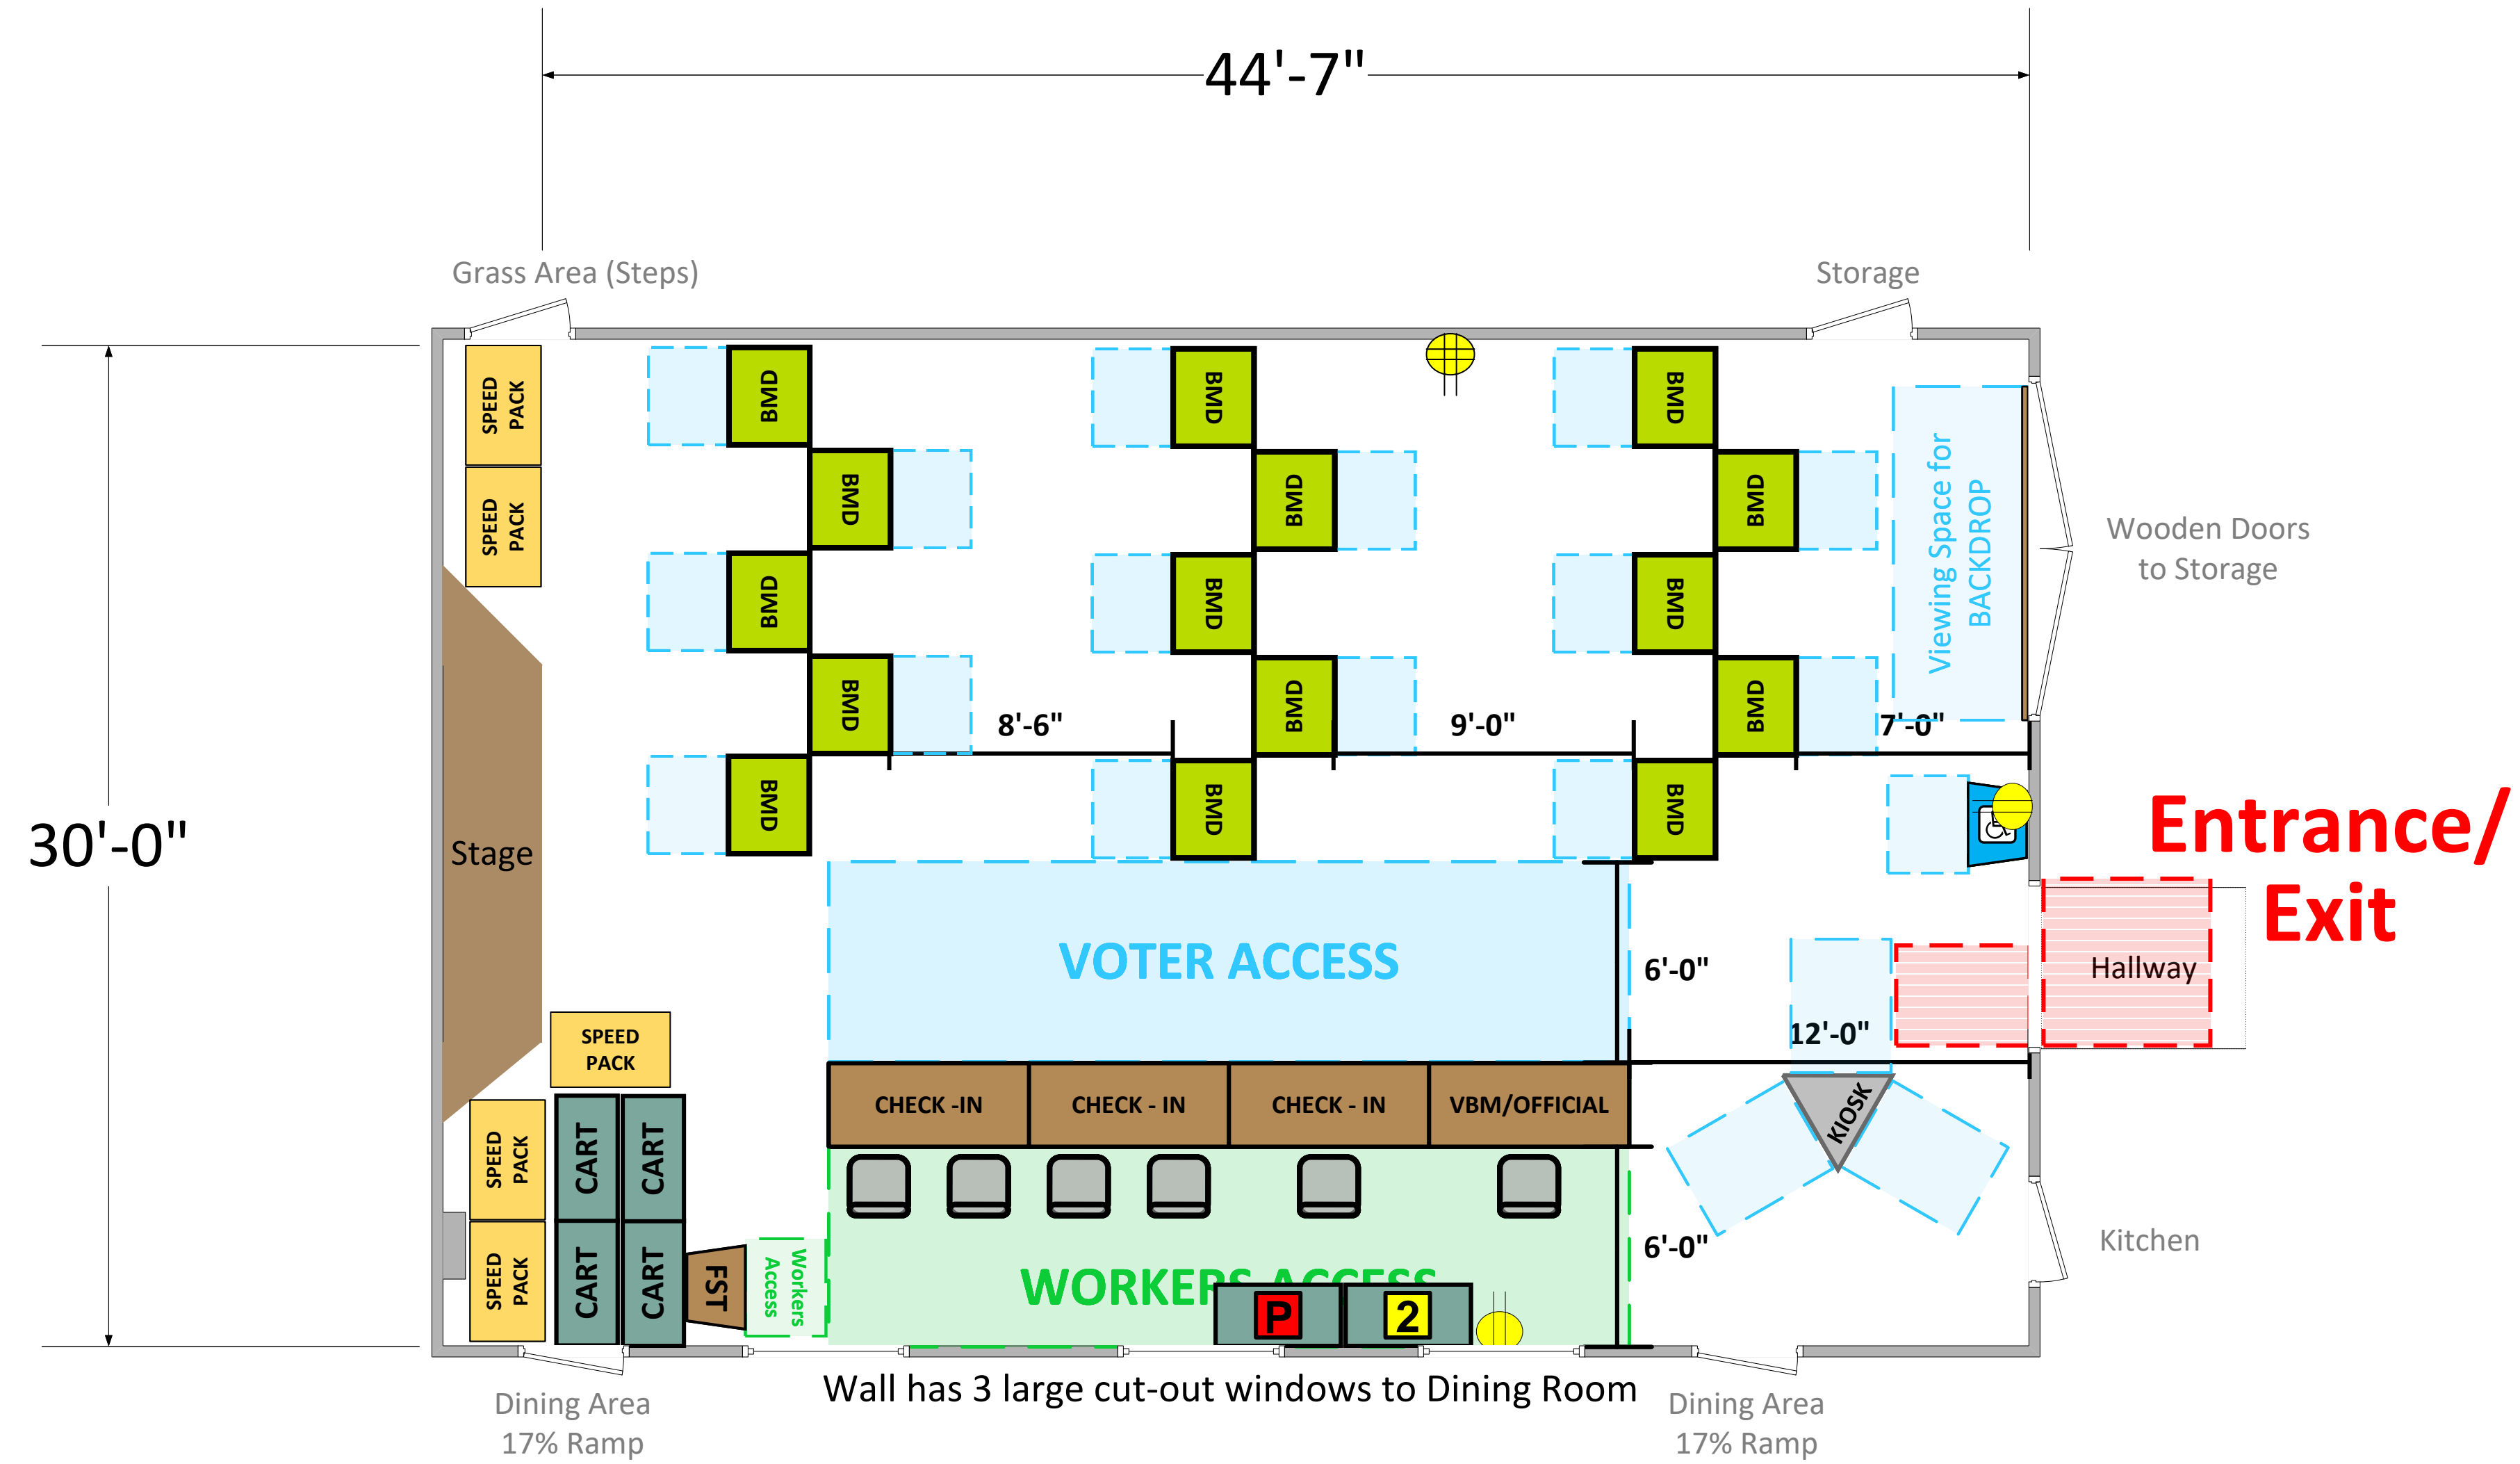 44'-7"
Grass Area (Steps)
Storage
SPEED
PACK
BMD
BMD
BMD
SPEED
PACK
BMD
BMD
BMD
Viewing Space for
BACKDROP
Wooden Doors
to Storage
BMD
BMD
BMD
BMD
BMD
BMD
8'-6"
9'-0"
7'-0"
BMD
BMD
BMD
30'-0"
Stage
Entrance/
Exit
VOTER ACCESS
6'-0"
Hallway
12'-0"
SPEED
PACK
CHECK -IN
CHECK - IN
CHECK - IN
VBM/OFFICIAL
KIOSK
SPEED
PACK
CART
CART
SPEED
PACK
CART
CART
FST
Workers
Access
WORKERS ACCESS
P
2
6'-0"
Kitchen
Wall has 3 large cut-out windows to Dining Room
Dining Area
17% Ramp
Dining Area
17% Ramp